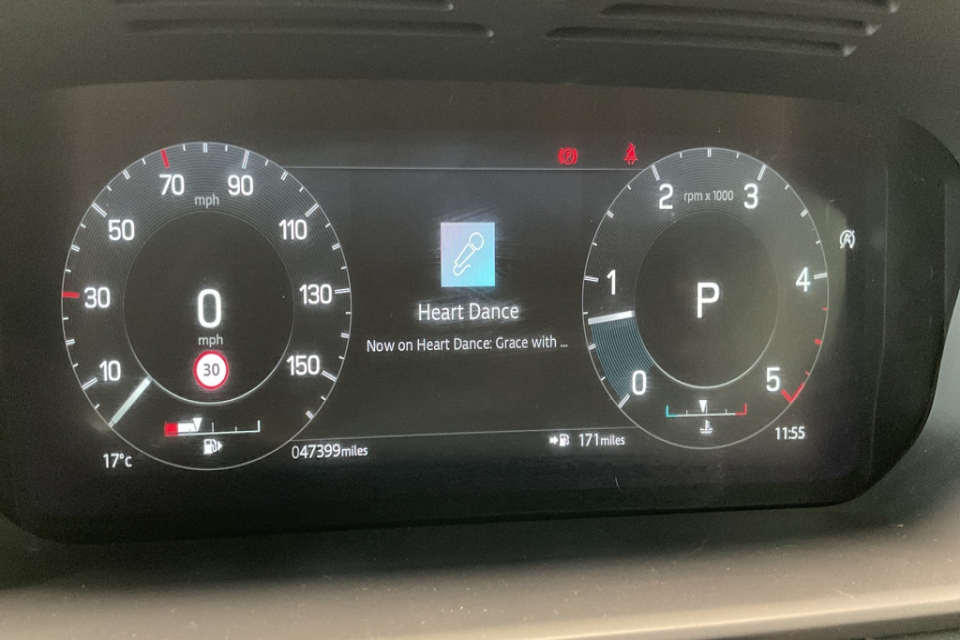 70
90
mph
50
110
30
130
0
mph
10
30
150
17°c
047399miles
Heart Dance
Now on Heart Dance: Grace with ...
171miles
P
2
rpm x 1000
3
1
4
P
0
5
11:55